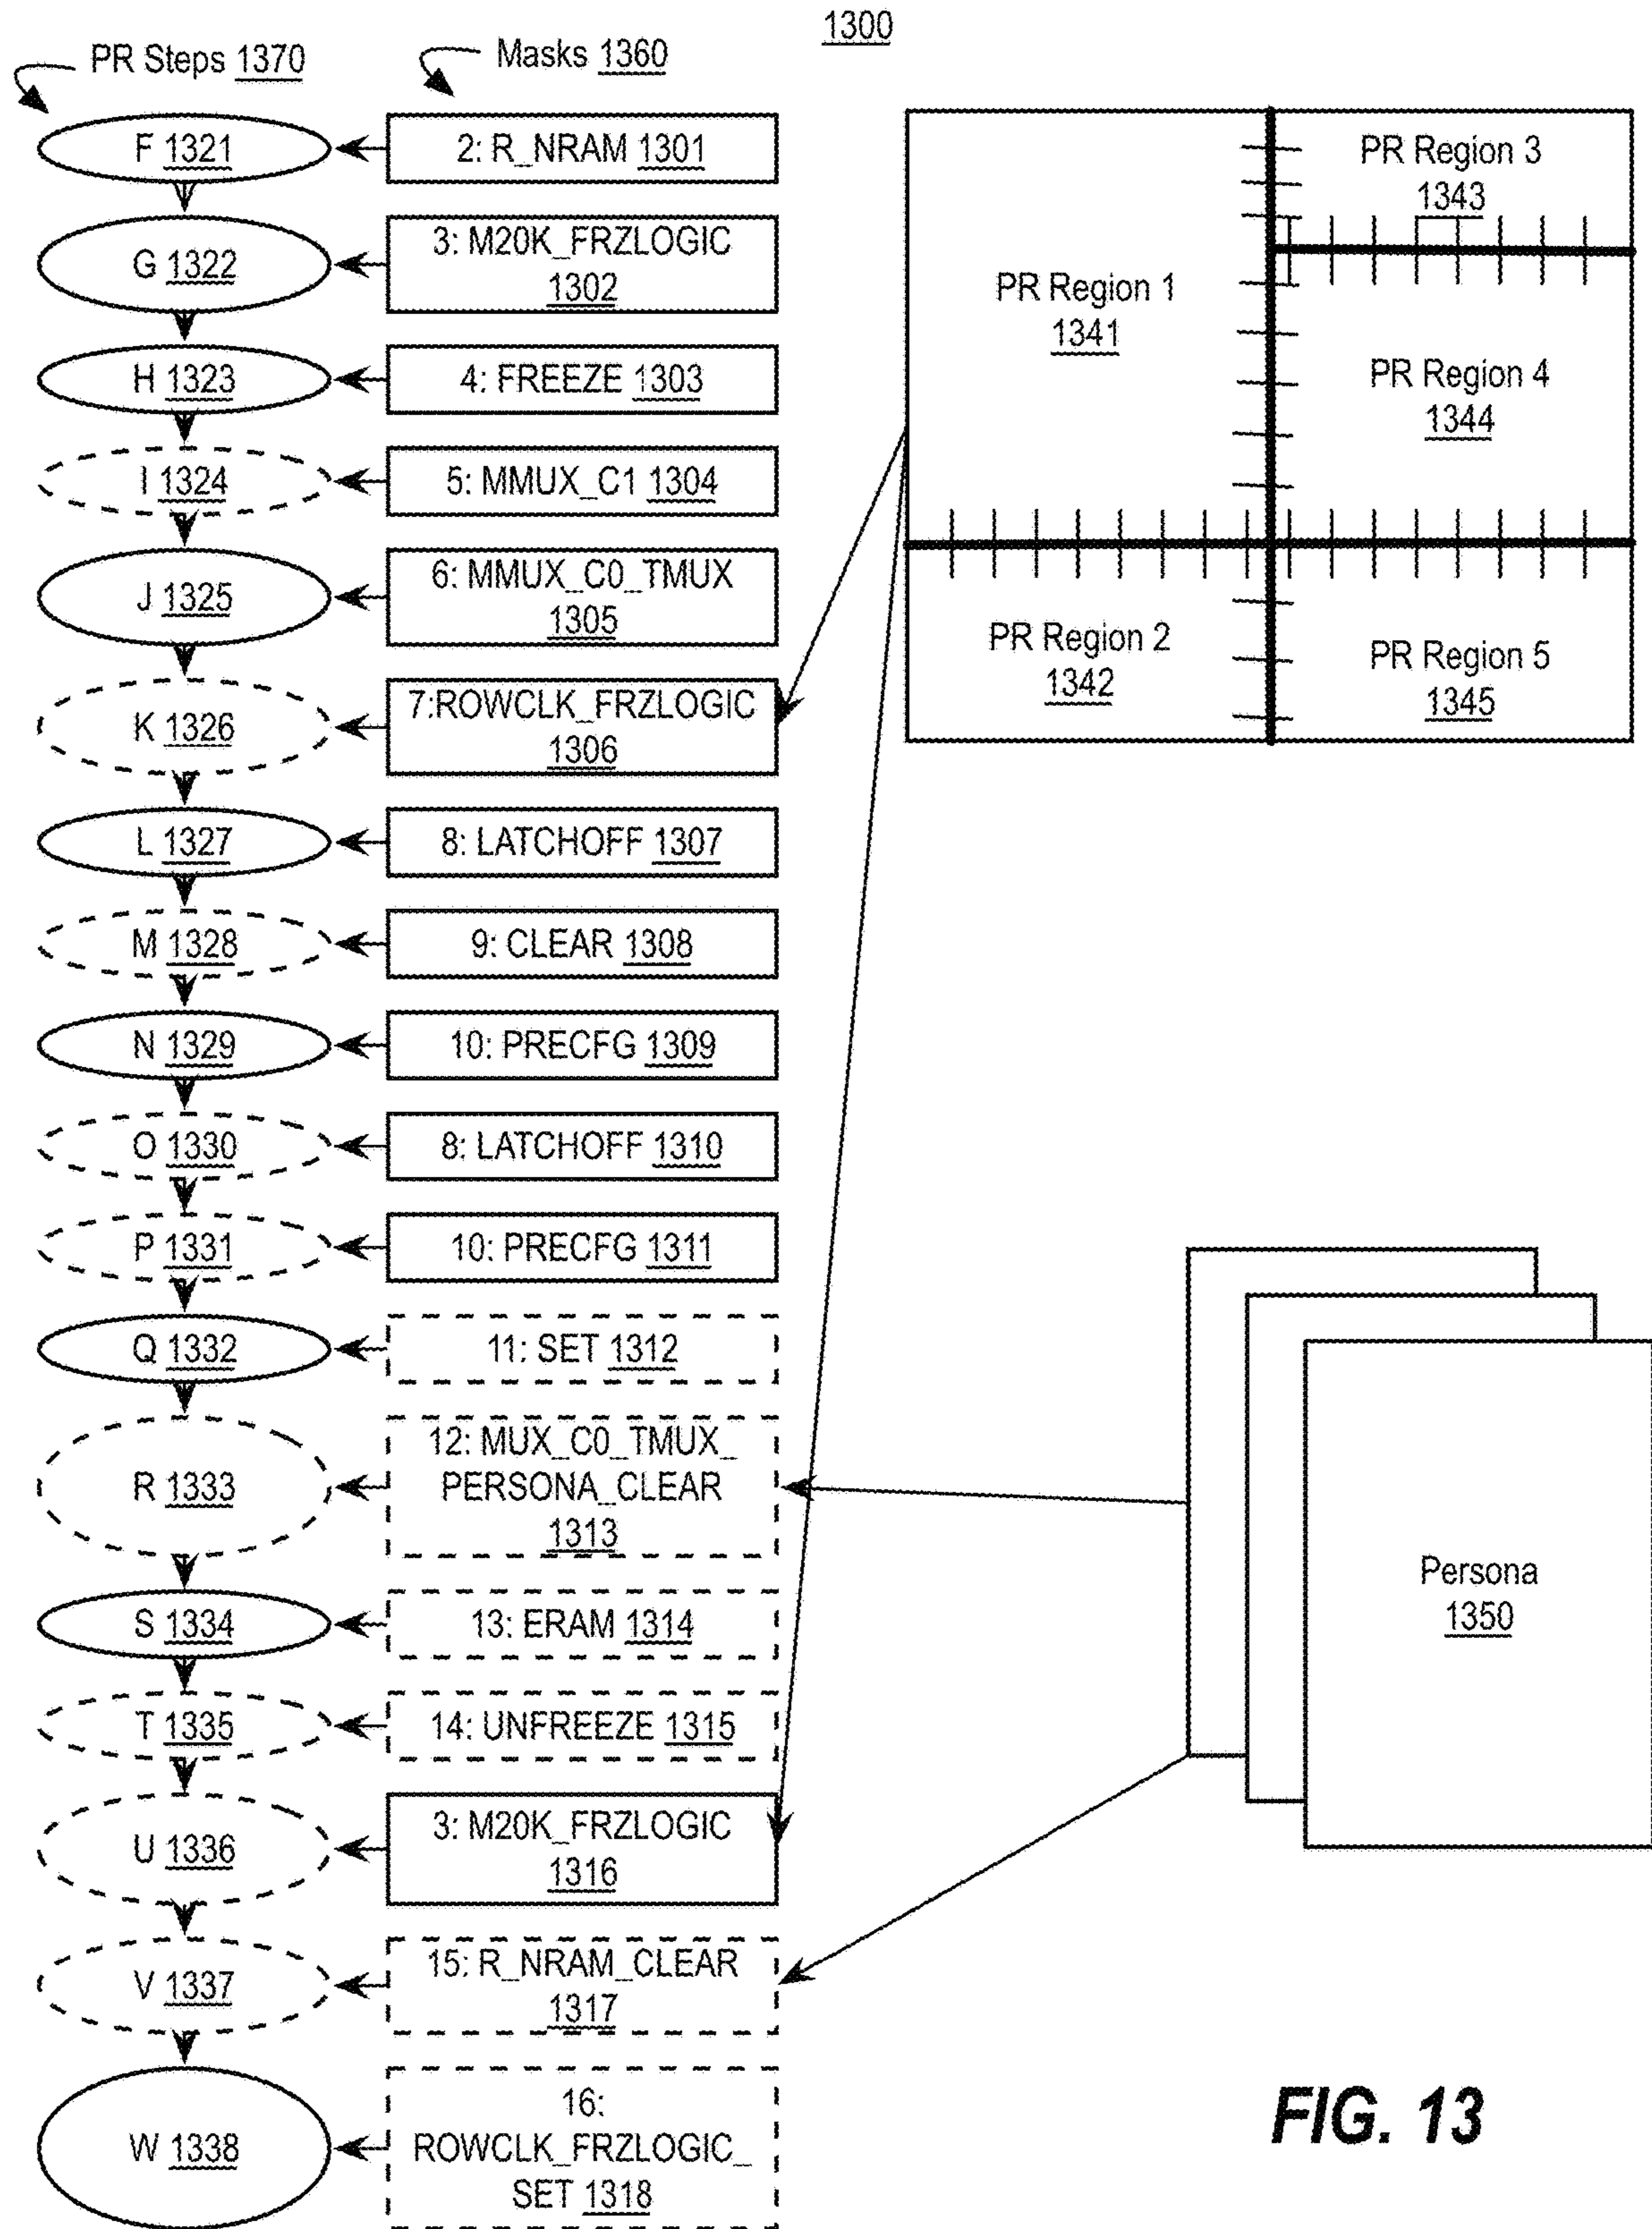 1300
PR Steps 1370
Masks 1360
F 1321
2: R_NRAM 1301
G 1322
3: M20K_FRZLOGIC
1302
H 1323
4: FREEZE 1303
I 1324
5: MMUX_C1 1304
J 1325
6: MMUX_C0_TMUX
1305
K 1326
7:ROWCLK_FRZLOGIC
1306
L 1327
8: LATCHOFF 1307
M 1328
9: CLEAR 1308
N 1329
10: PRECFG 1309
O 1330
8: LATCHOFF 1310
P 1331
10: PRECFG 1311
Q 1332
11: SET 1312
R 1333
12: MUX_C0_TMUX_
PERSONA_CLEAR
1313
S 1334
13: ERAM 1314
T 1335
14: UNFREEZE 1315
U 1336
3: M20K_FRZLOGIC
1316
V 1337
15: R_NRAM_CLEAR
1317
W 1338
16:
ROWCLK_FRZLOGIC_
SET 1318
PR Region 1
1341
PR Region 3
1343
PR Region 4
1344
PR Region 2
1342
PR Region 5
1345
Persona
1350
FIG. 13